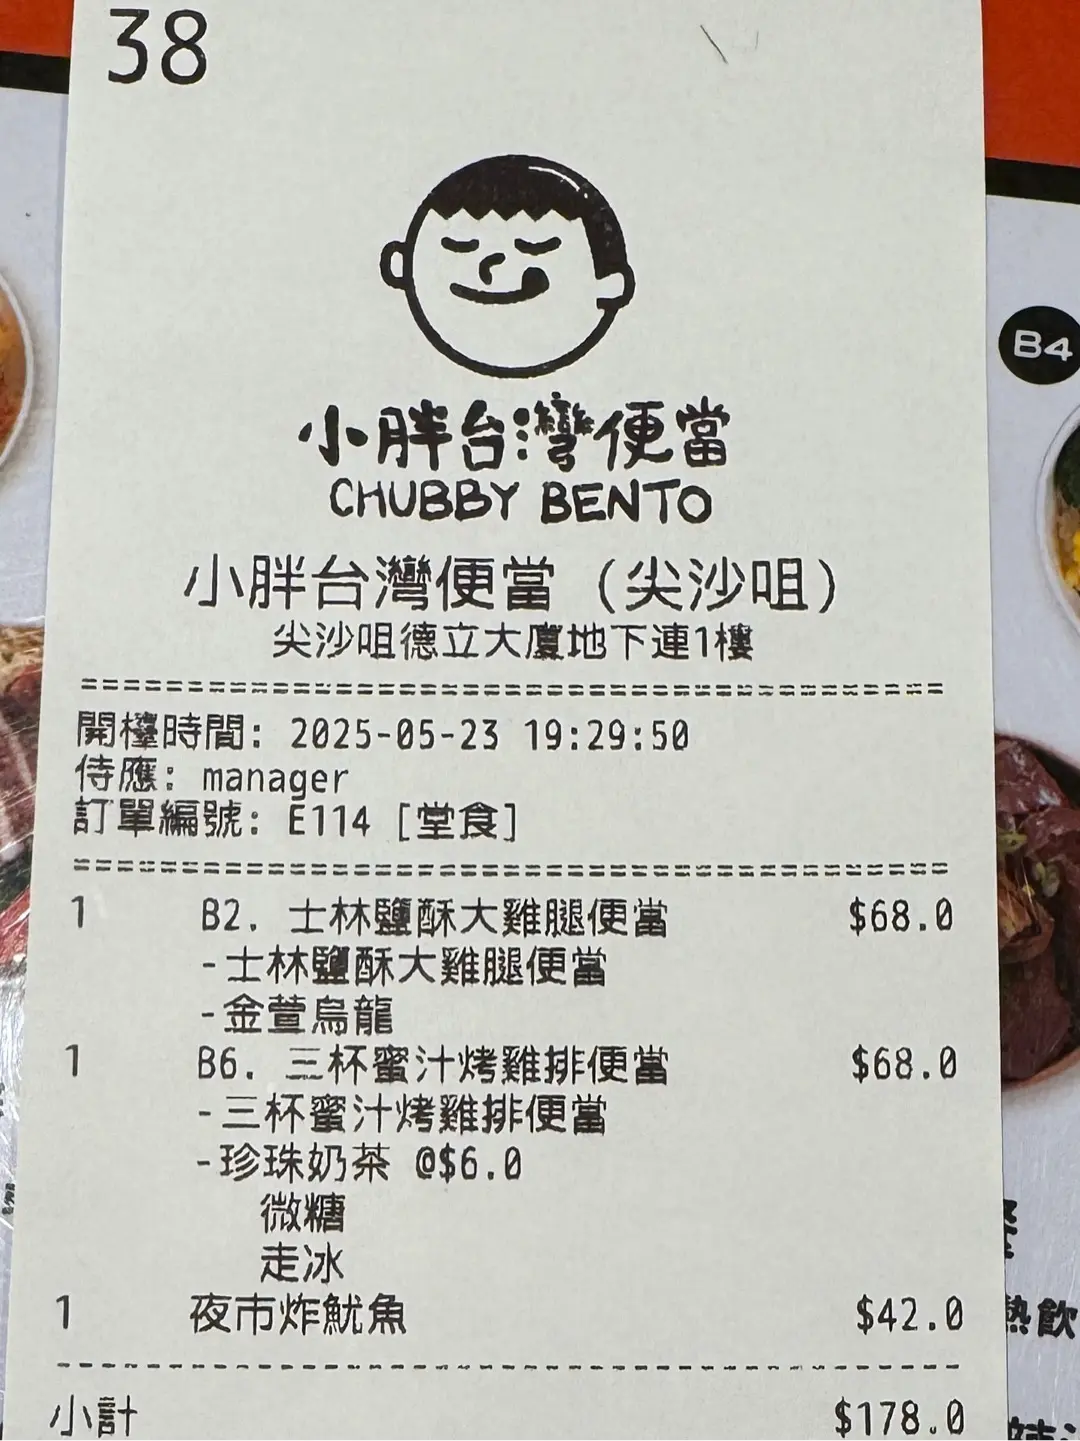 38
小胖台灣便當
CHUBBY BENTO
小胖台灣便當 (尖沙咀)
尖沙咀德立大廈地下連1樓
開檯時間: 2025-05-23 19:29:50
侍應: manager
訂單編號: E114 [堂食]
1 B2. 士林鹽酥大雞腿便當 $68.0
-士林鹽酥大雞腿便當
-金萱烏龍
1 B6. 三杯蜜汁烤雞排便當 $68.0
-三杯蜜汁烤雞排便當
-珍珠奶茶 @$6.0
微糖
走冰
1 夜市炸魷魚 $42.0
小計 $178.0
B4
熱飲